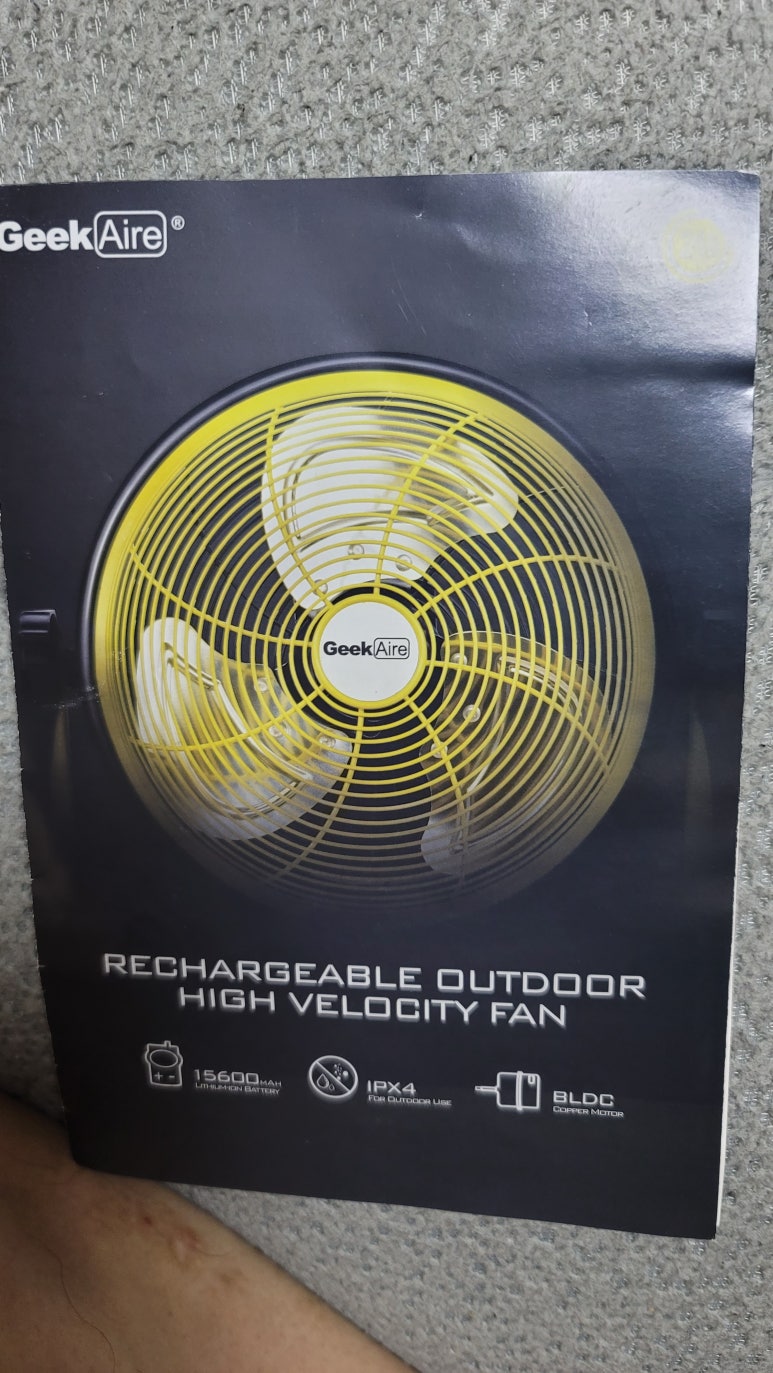 GeekAire®
GeekAire
RECHARGEABLE OUTDOOR
HIGH VELOCITY FAN
15600MAH
LITHIUM-ION BATTERY
IPX4
FOR OUTDOOR USE
BLDC
COPPER MOTOR